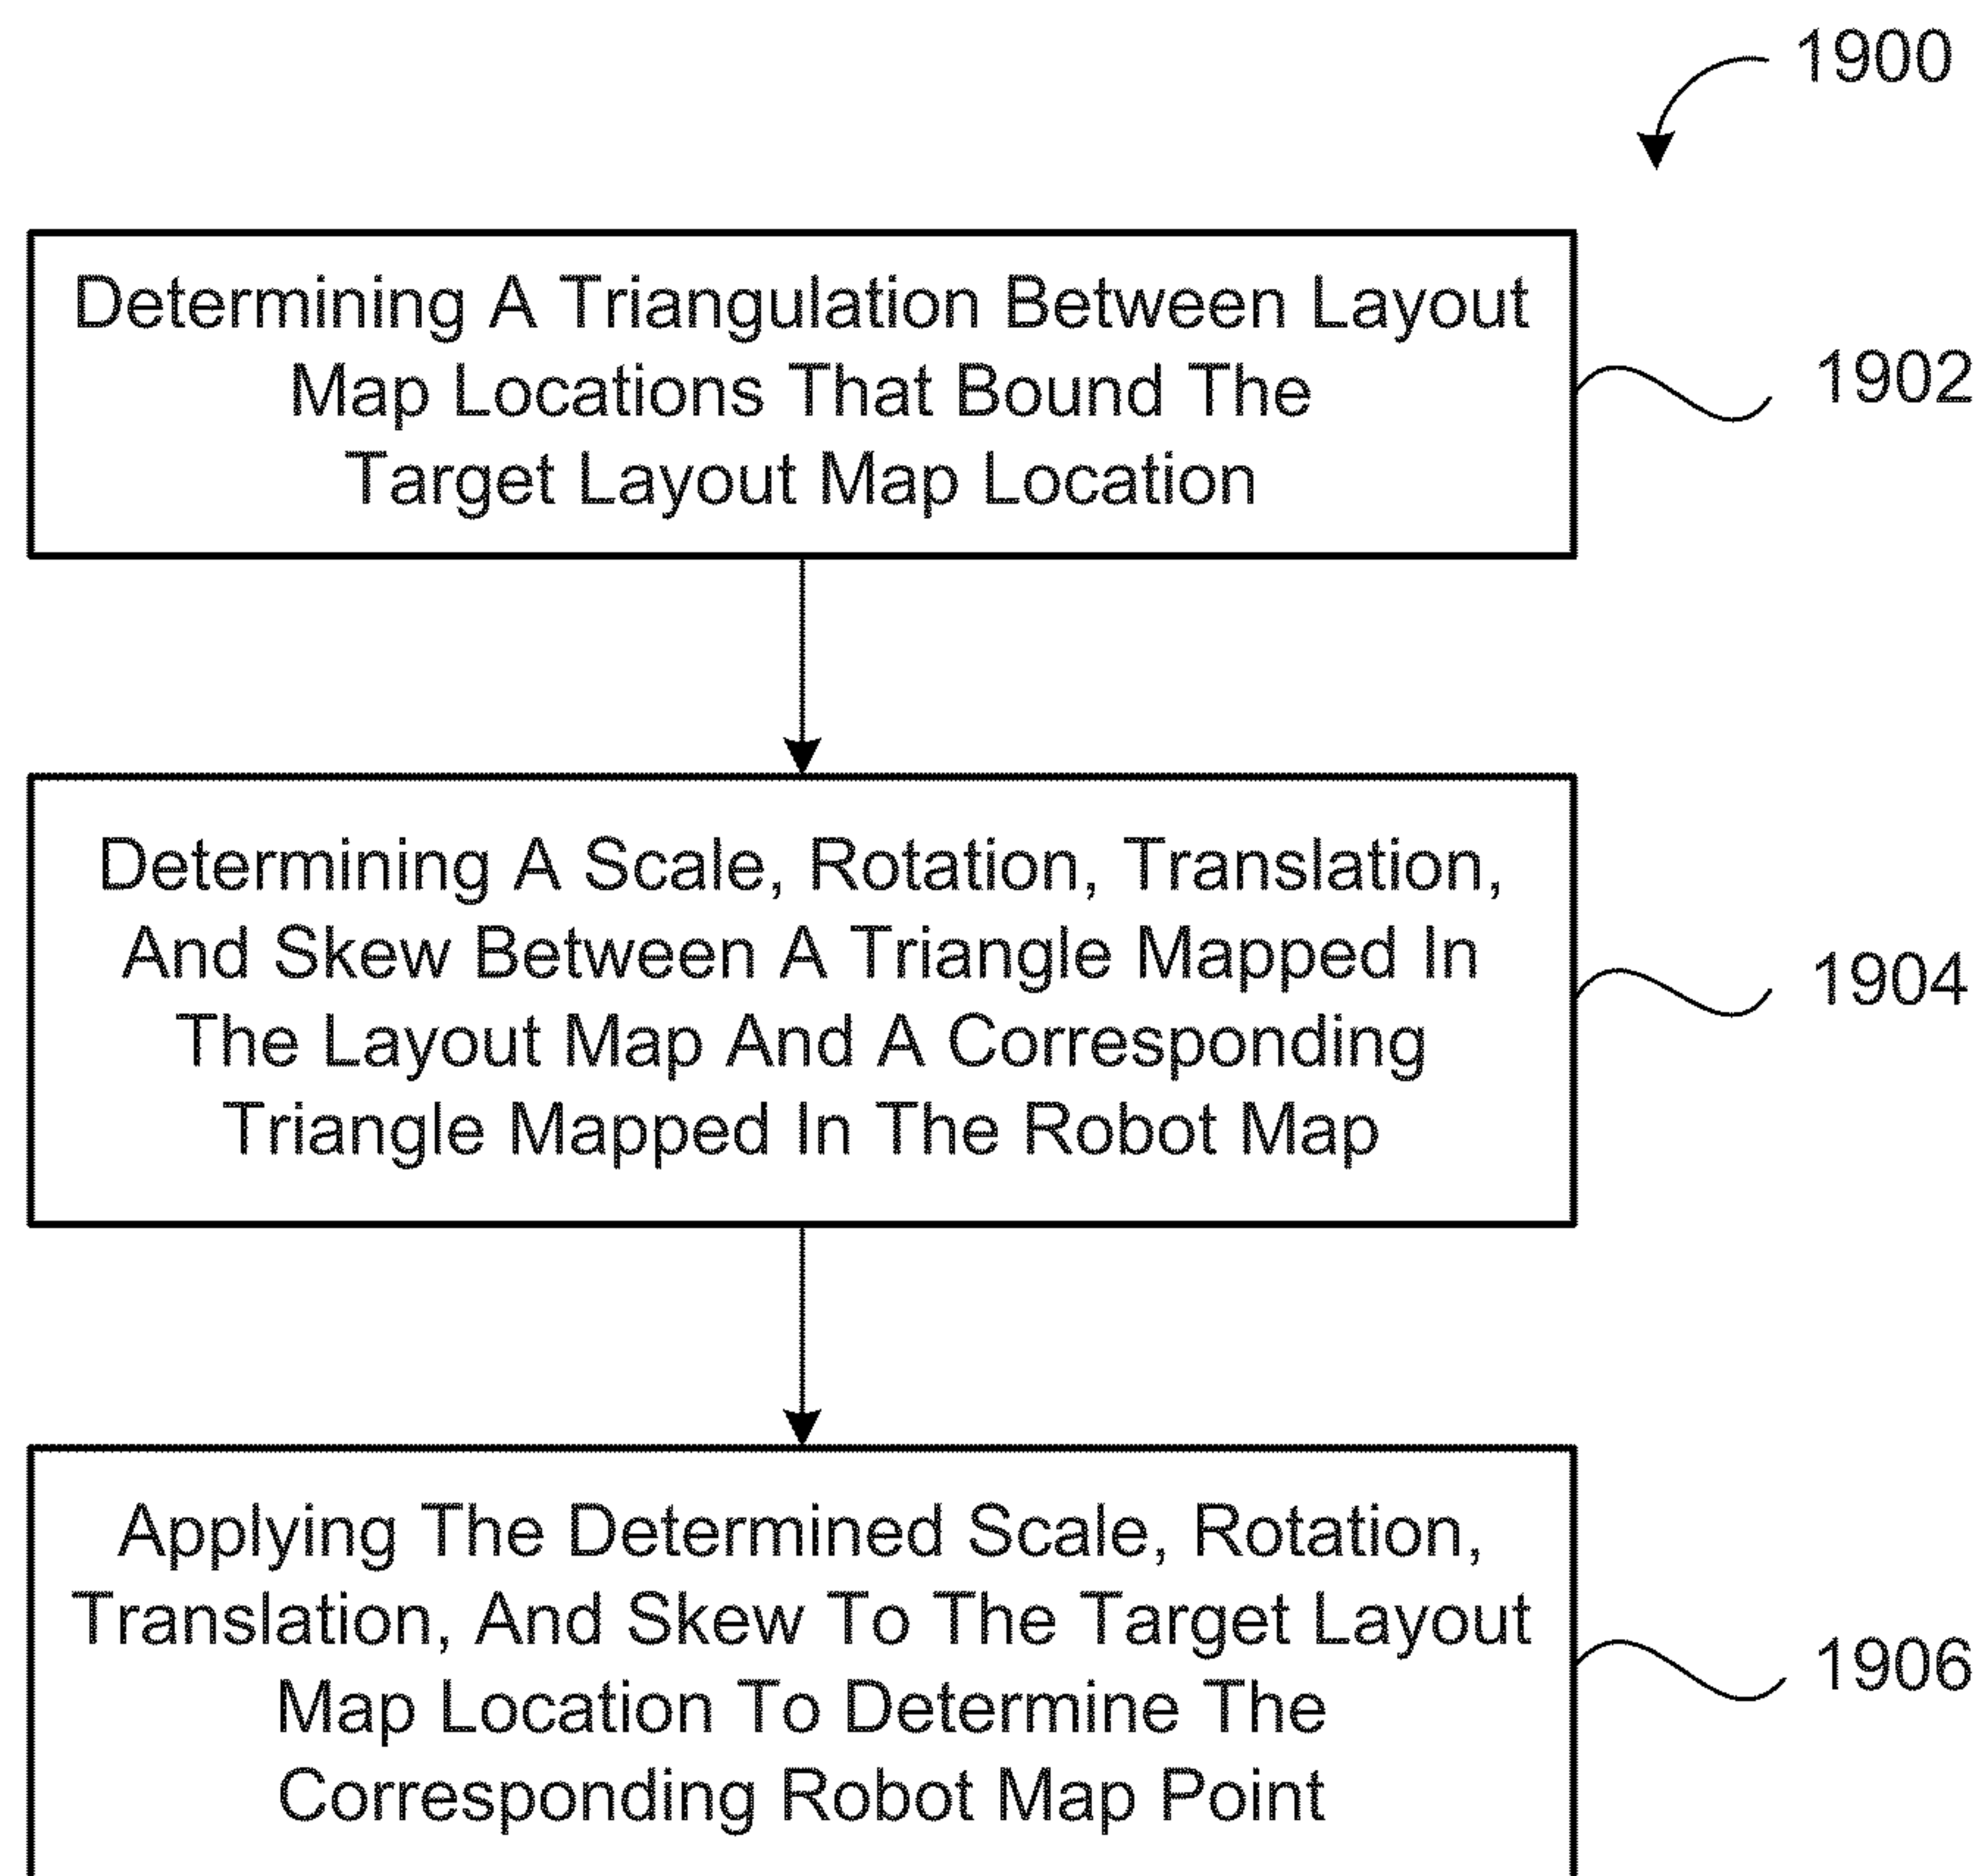 1900
Determining A Triangulation Between Layout
Map Locations That Bound The
Target Layout Map Location
1902
Determining A Scale, Rotation, Translation,
And Skew Between A Triangle Mapped In
The Layout Map And A Corresponding
Triangle Mapped In The Robot Map
1904
Applying The Determined Scale, Rotation,
Translation, And Skew To The Target Layout
Map Location To Determine The
Corresponding Robot Map Point
1906